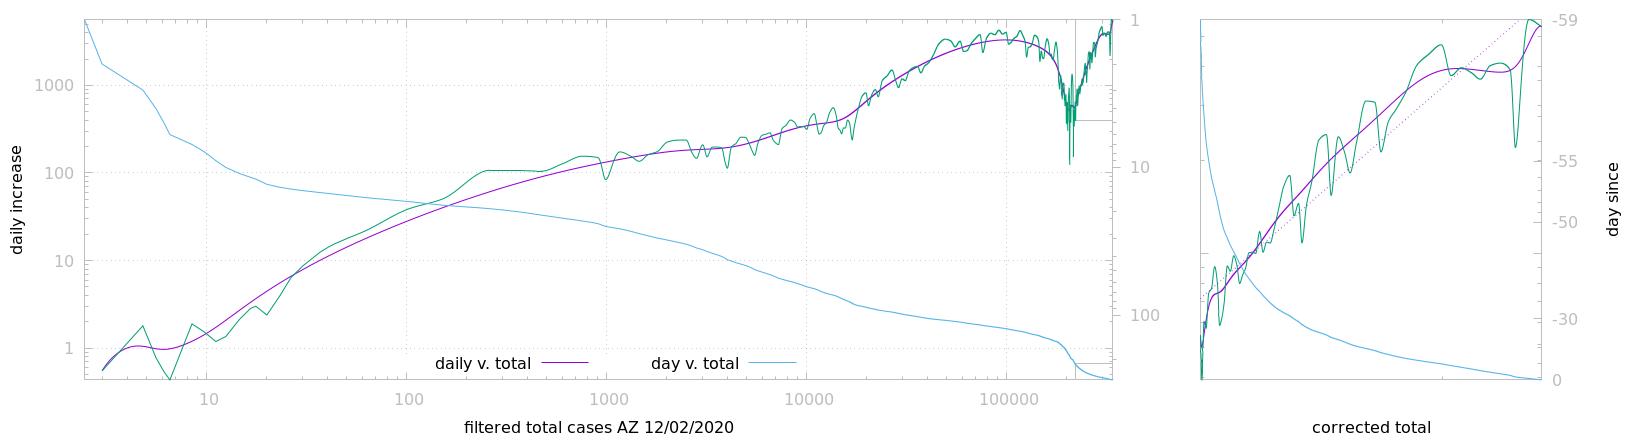 daily increase
1000
100
10
1
10
100
1000
10000
100000
1
10
100
daily v. total
day v. total
filtered total cases AZ 12/02/2020
-59
-55
-50
-30
0
day since
corrected total